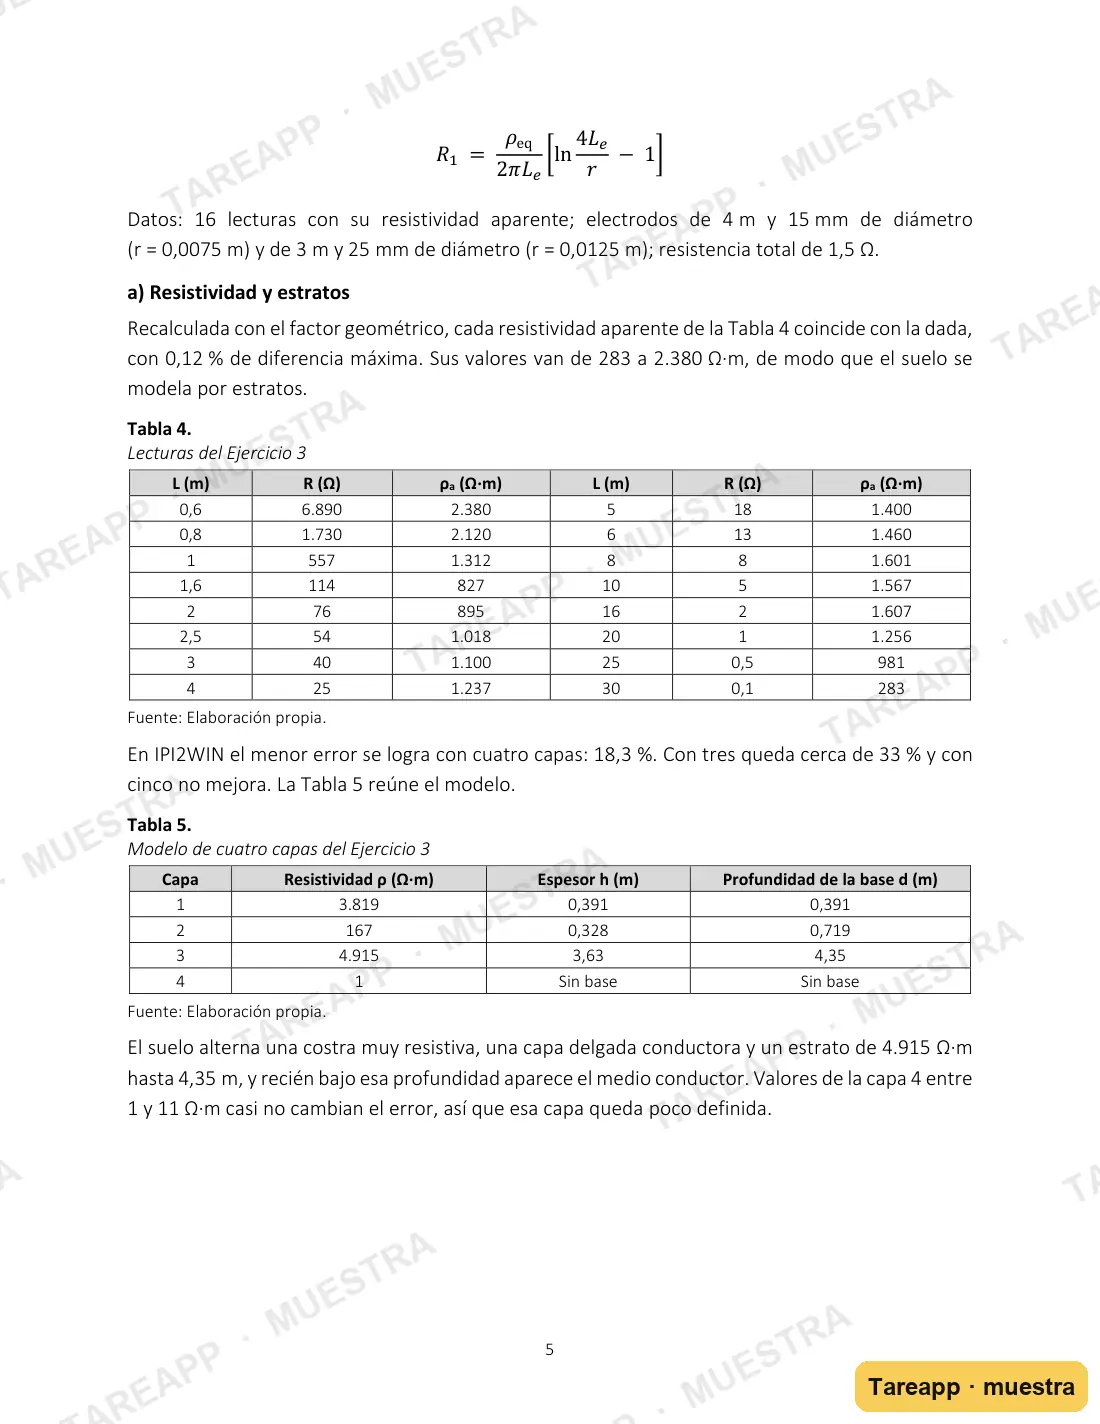 R₁ = ρeq / 2πLₑ [ln 4Lₑ / r − 1]
Datos: 16 lecturas con su resistividad aparente; electrodos de 4 m y 15 mm de diámetro
(r = 0,0075 m) y de 3 m y 25 mm de diámetro (r = 0,0125 m); resistencia total de 1,5 Ω.
a) Resistividad y estratos
Recalculada con el factor geométrico, cada resistividad aparente de la Tabla 4 coincide con la dada,
con 0,12 % de diferencia máxima. Sus valores van de 283 a 2.380 Ω·m, de modo que el suelo se
modela por estratos.
Tabla 4.
Lecturas del Ejercicio 3
L (m) R (Ω) ρₐ (Ω·m) L (m) R (Ω) ρₐ (Ω·m)
0,6 6.890 2.380 5 18 1.400
0,8 1.730 2.120 6 13 1.460
1 557 1.312 8 8 1.601
1,6 114 827 10 5 1.567
2 76 895 16 2 1.607
2,5 54 1.018 20 1 1.256
3 40 1.100 25 0,5 981
4 25 1.237 30 0,1 283
Fuente: Elaboración propia.
En IPI2WIN el menor error se logra con cuatro capas: 18,3 %. Con tres queda cerca de 33 % y con
cinco no mejora. La Tabla 5 reúne el modelo.
Tabla 5.
Modelo de cuatro capas del Ejercicio 3
Capa Resistividad ρ (Ω·m) Espesor h (m) Profundidad de la base d (m)
1 3.819 0,391 0,391
2 167 0,328 0,719
3 4.915 3,63 4,35
4 1 Sin base Sin base
Fuente: Elaboración propia.
El suelo alterna una costra muy resistiva, una capa delgada conductora y un estrato de 4.915 Ω·m
hasta 4,35 m, y recién bajo esa profundidad aparece el medio conductor. Valores de la capa 4 entre
1 y 11 Ω·m casi no cambian el error, así que esa capa queda poco definida.
5
Tareapp · muestra
TAREAPP · MUESTRA